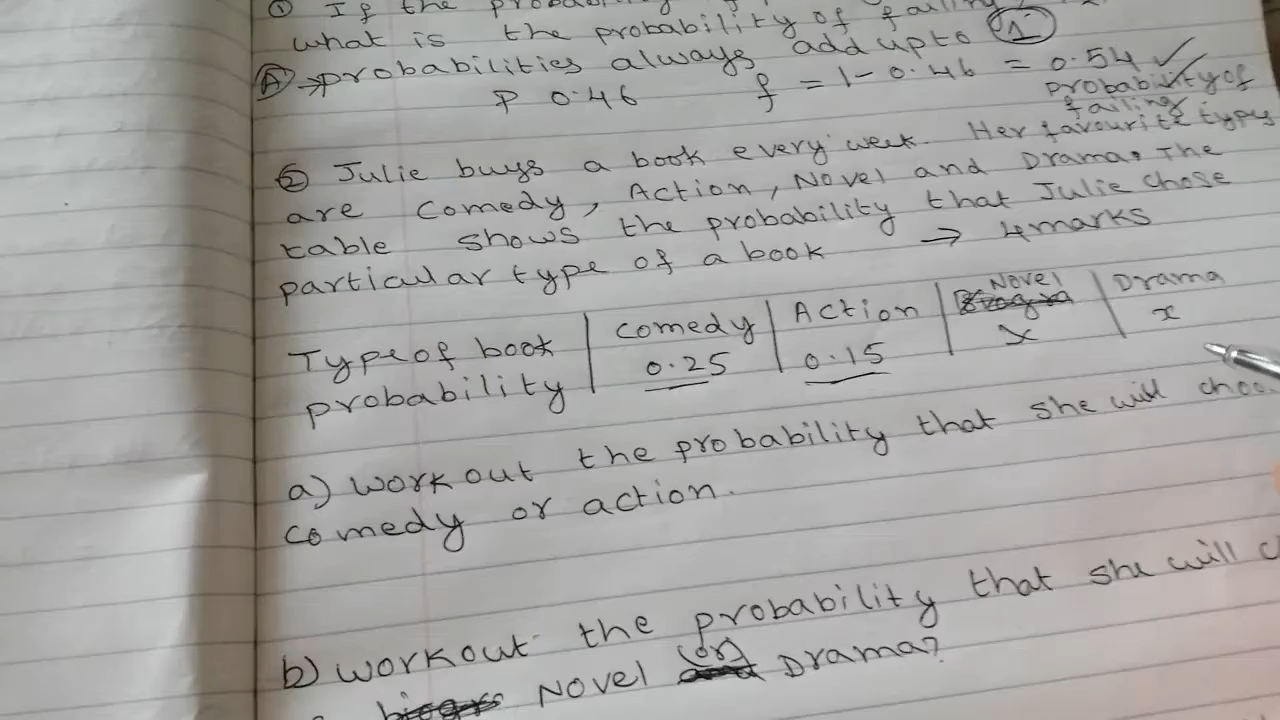 ① If the
what is the probability of failing
Ⓐ → probabilities always add up to ①
P 0.46 f = 1 - 0.46 = 0.54 ✓
probability of
failing
② Julie buys a book every week. Her favourite types
are comedy, Action, Novel and Drama. The
table shows the probability that Julie chose
particular type of a book → 4marks
Type of book | comedy | Action | Novel | Drama
probability | 0.25 | 0.15 | x | x
a) workout the probability that she will
comedy or action.
b) workout the probability that she will
Novel (or) Drama?